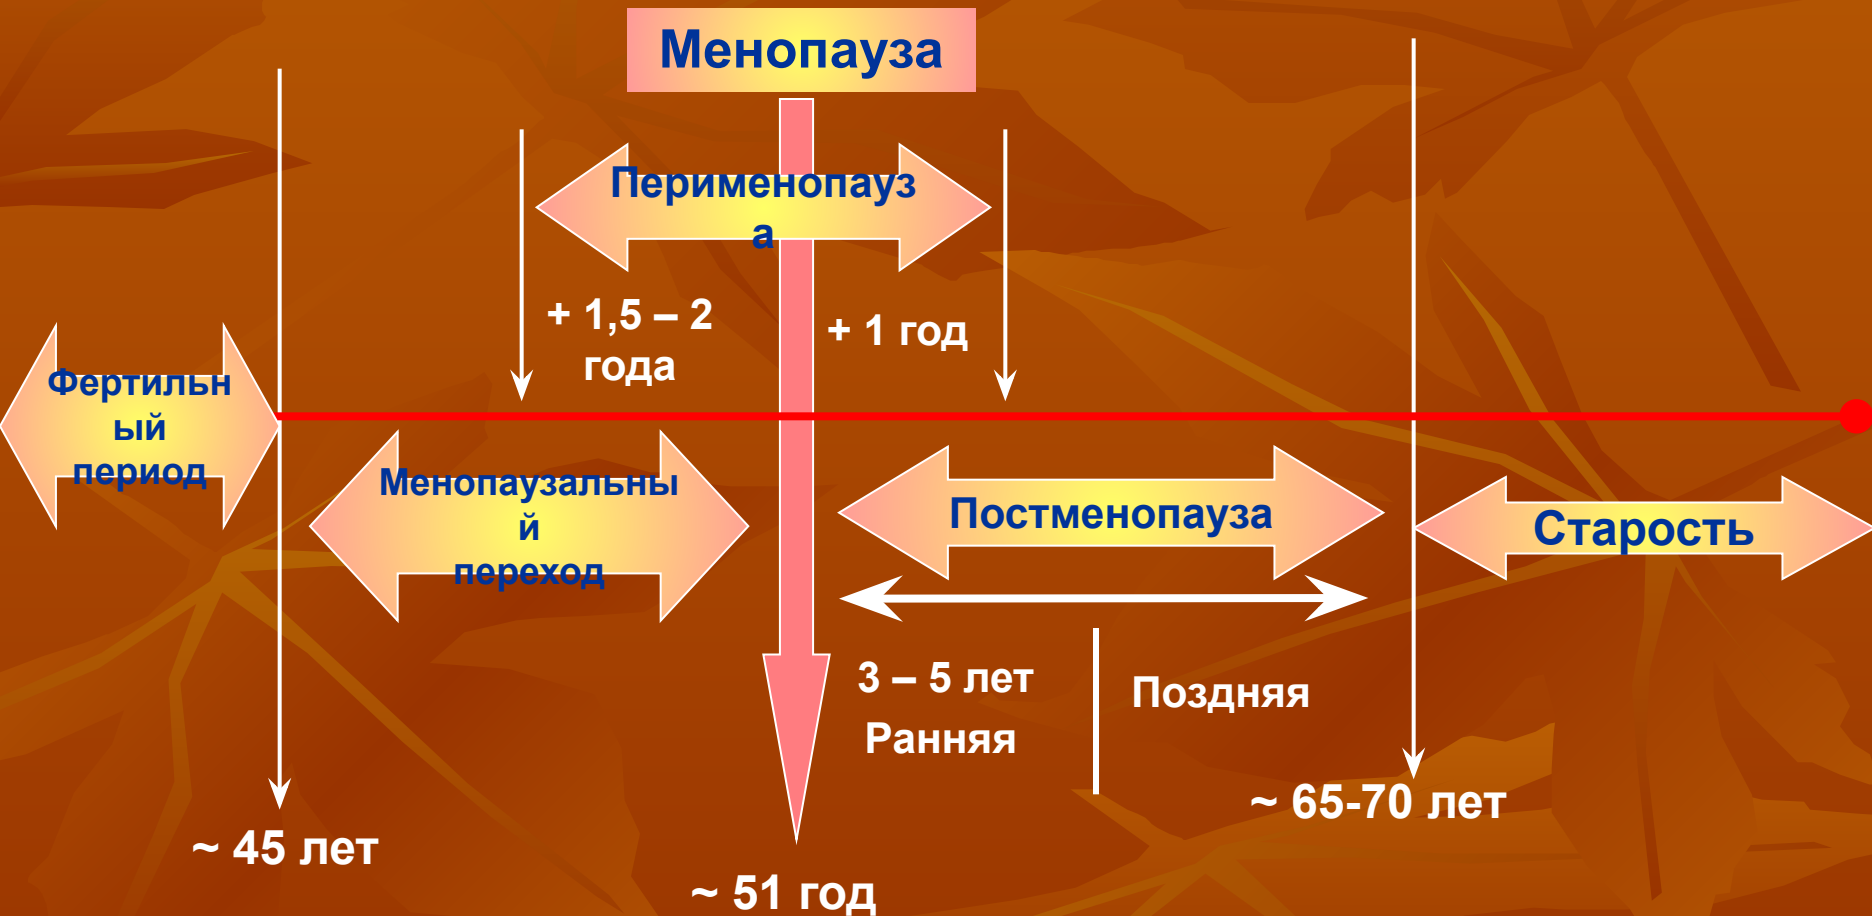 Менопауза
Перименопауз
а
+ 1,5 – 2
года
+ 1 год
Фертильн
ый
период
Менопаузальны
й
переход
Постменопауза
Старость
3 – 5 лет
Ранняя
Поздняя
~ 65-70 лет
~ 45 лет
~ 51 год